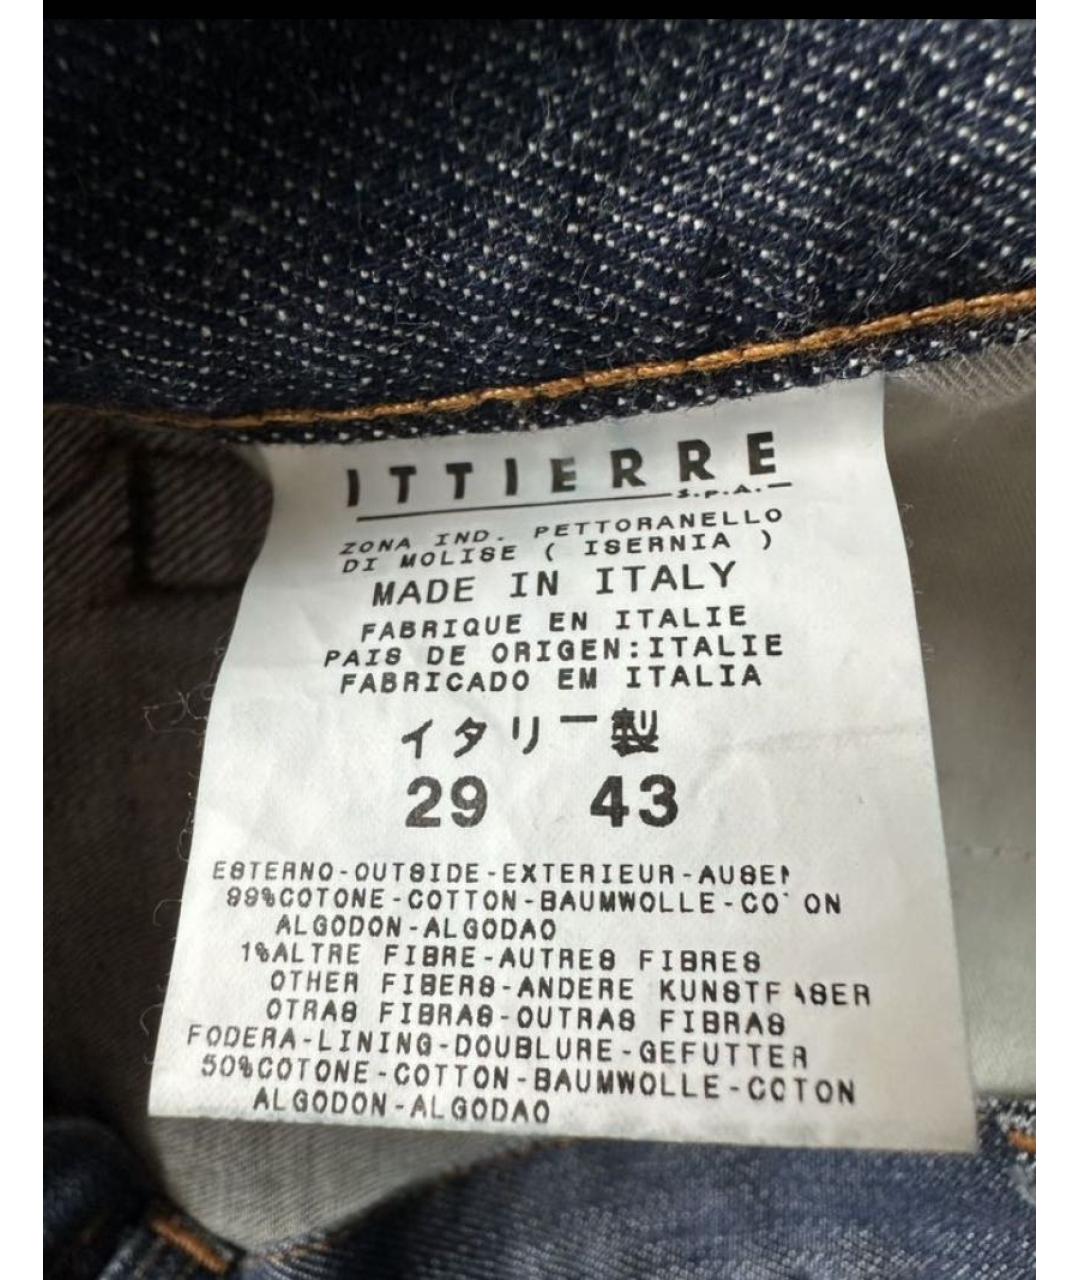 ITTIERRE
S.p.A.
ZONA IND. PETTORANELLO
DI MOLISE ( ISERNIA )
MADE IN ITALY
FABRIQUE EN ITALIE
PAIS DE ORIGEN:ITALIE
FABRICADO EM ITALIA
イタリー製
29 43
ESTERNO-OUTSIDE-EXTERIEUR-
99%COTONE-COTTON-BAUMWOLLE-
ALGODON-ALGODAO
1%ALTRE FIBRE-AUTRES FIBRES
OTHER FIBERS-ANDERE
OTRAS FIBRAS-OUTRAS FIBRAS
FODERA-LINING-DOUBLURE-GEFUTTER
50%COTONE-COTTON-BAUMWOLLE-COTON
ALGODON-ALGODAO